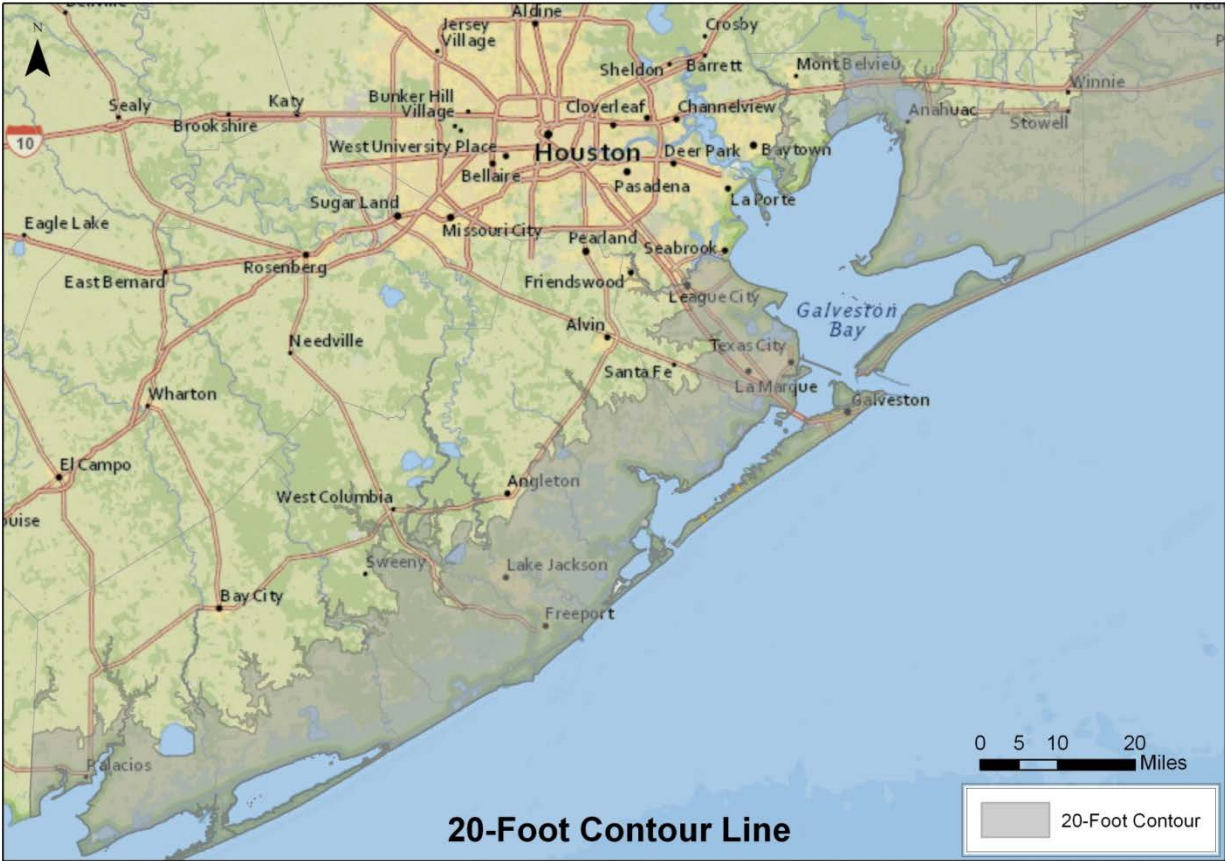 Aldine
Crosby
Jersey
Village
Sheldon
Barrett
Mont Belvieu
N
Winnie
Sealy
Katy
Bunker Hill
Village
Cloverleaf
Channelview
Anahuac
Stowell
Brookshire
10
West University Place
Houston
Deer Park
Baytown
Bellaire
Pasadena
La Porte
Sugar Land
Missouri City
Eagle Lake
Pearland
Seabrook
Rosenberg
East Bernard
Friendswood
League City
Galveston
Bay
Alvin
Needville
Texas City
Santa Fe
La Marque
Wharton
Galveston
El Campo
Angleton
West Columbia
ouise
Sweeny
Lake Jackson
Bay City
Freeport
Palacios
0 5 10 20
Miles
20-Foot Contour
20-Foot Contour Line